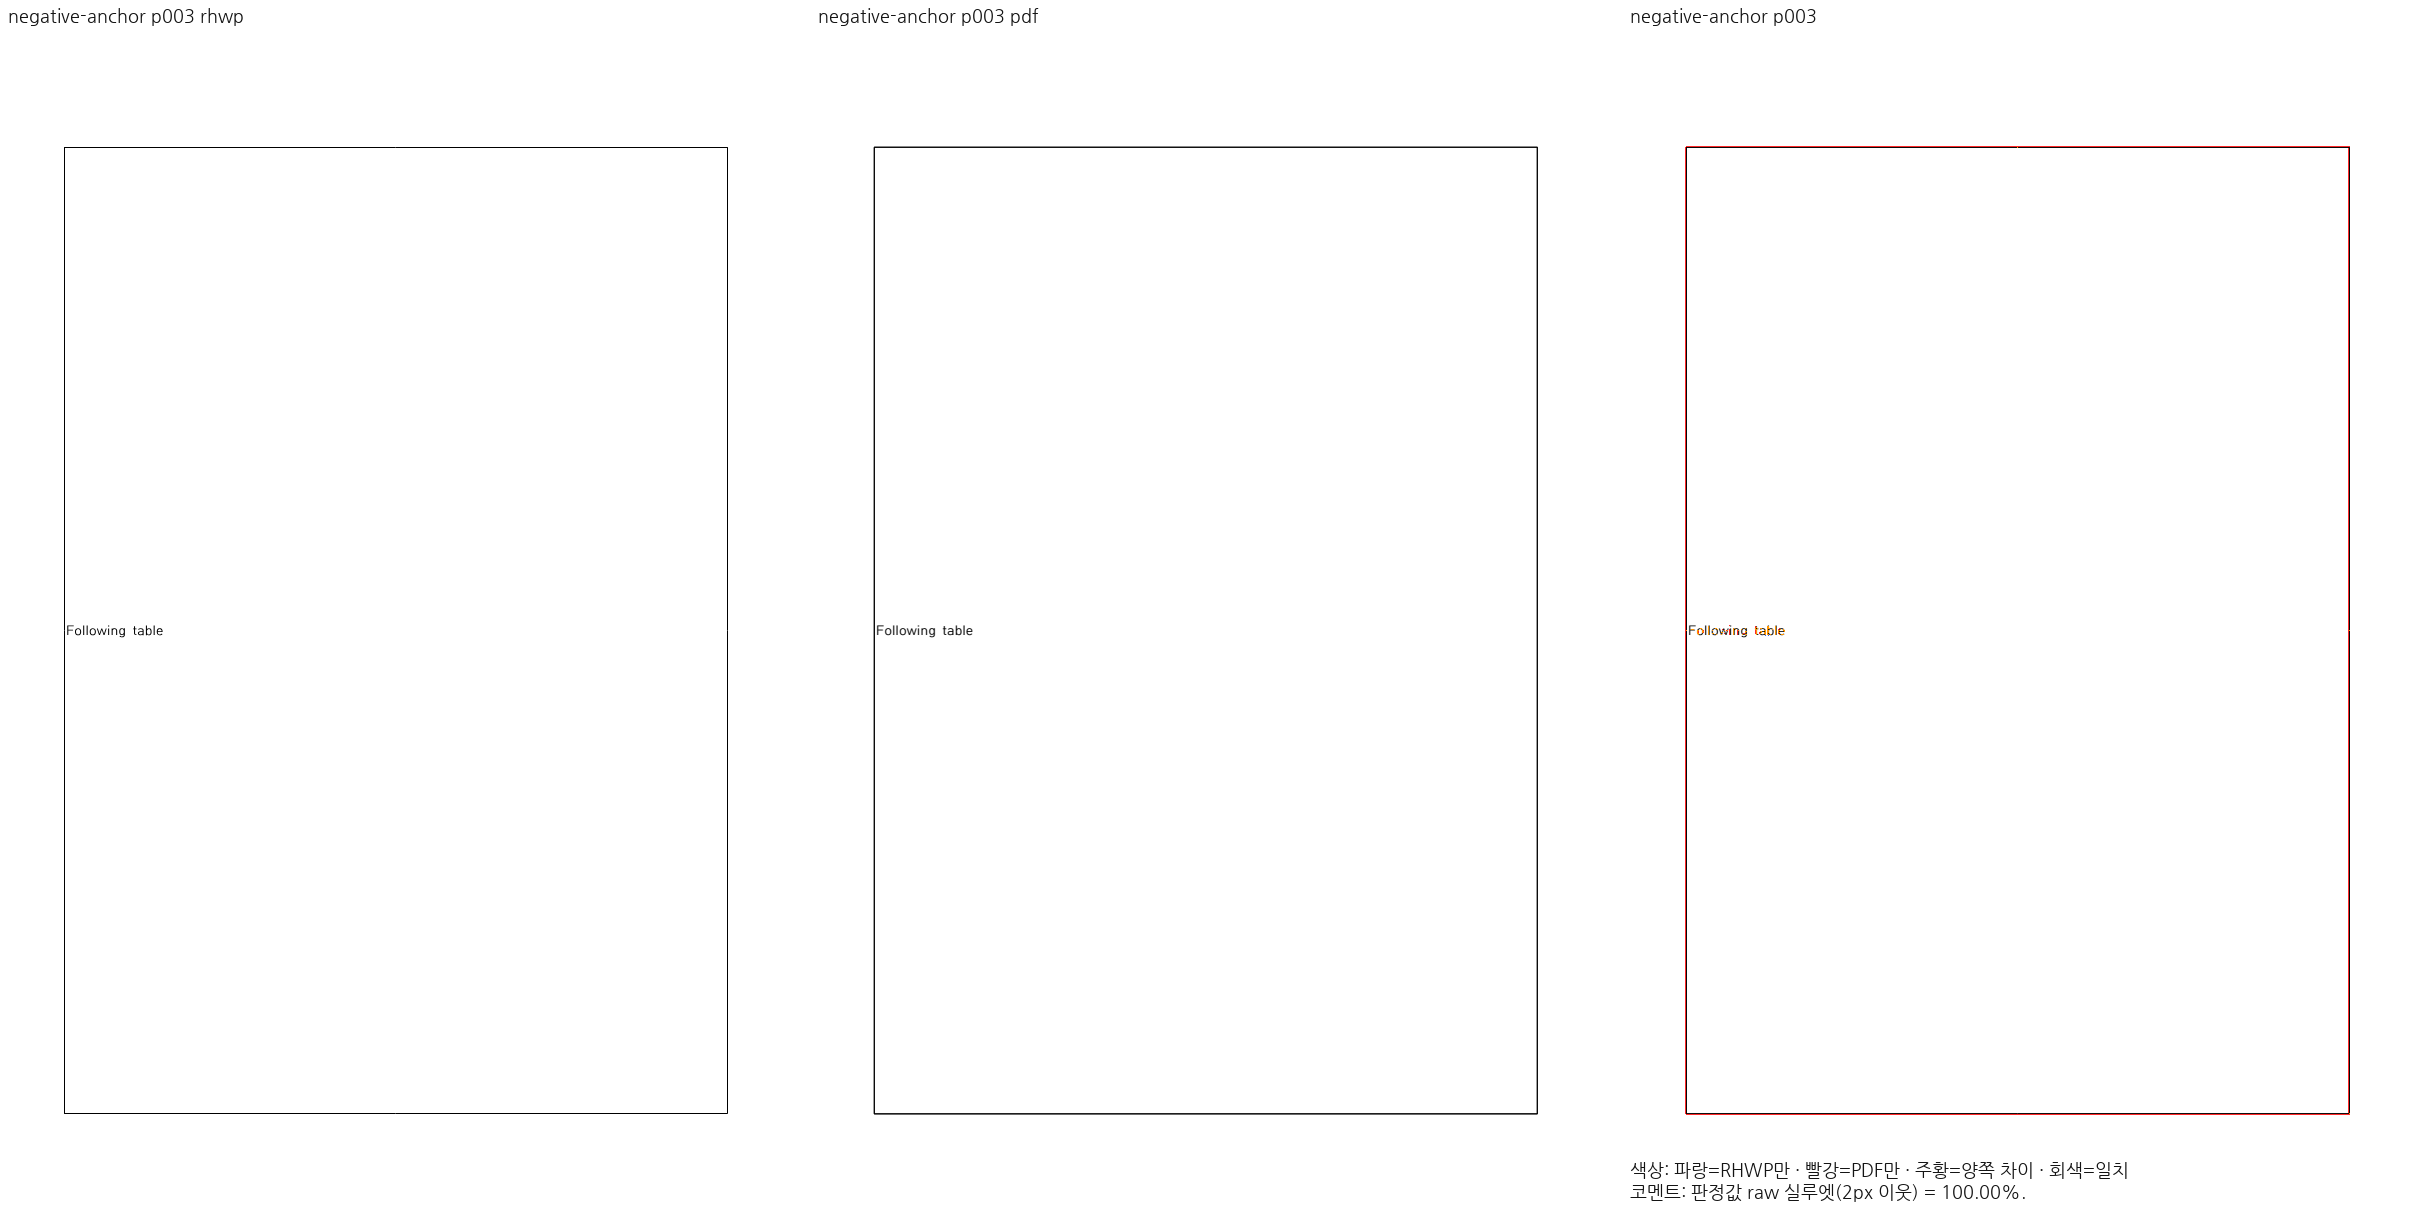 negative-anchor p003 rhwp
negative-anchor p003 pdf
negative-anchor p003
Following table
Following table
Following table
색상: 파랑=RHWP만 · 빨강=PDF만 · 주황=양쪽 차이 · 회색=일치
코멘트: 판정값 raw 실루엣(2px 이웃) = 100.00%.